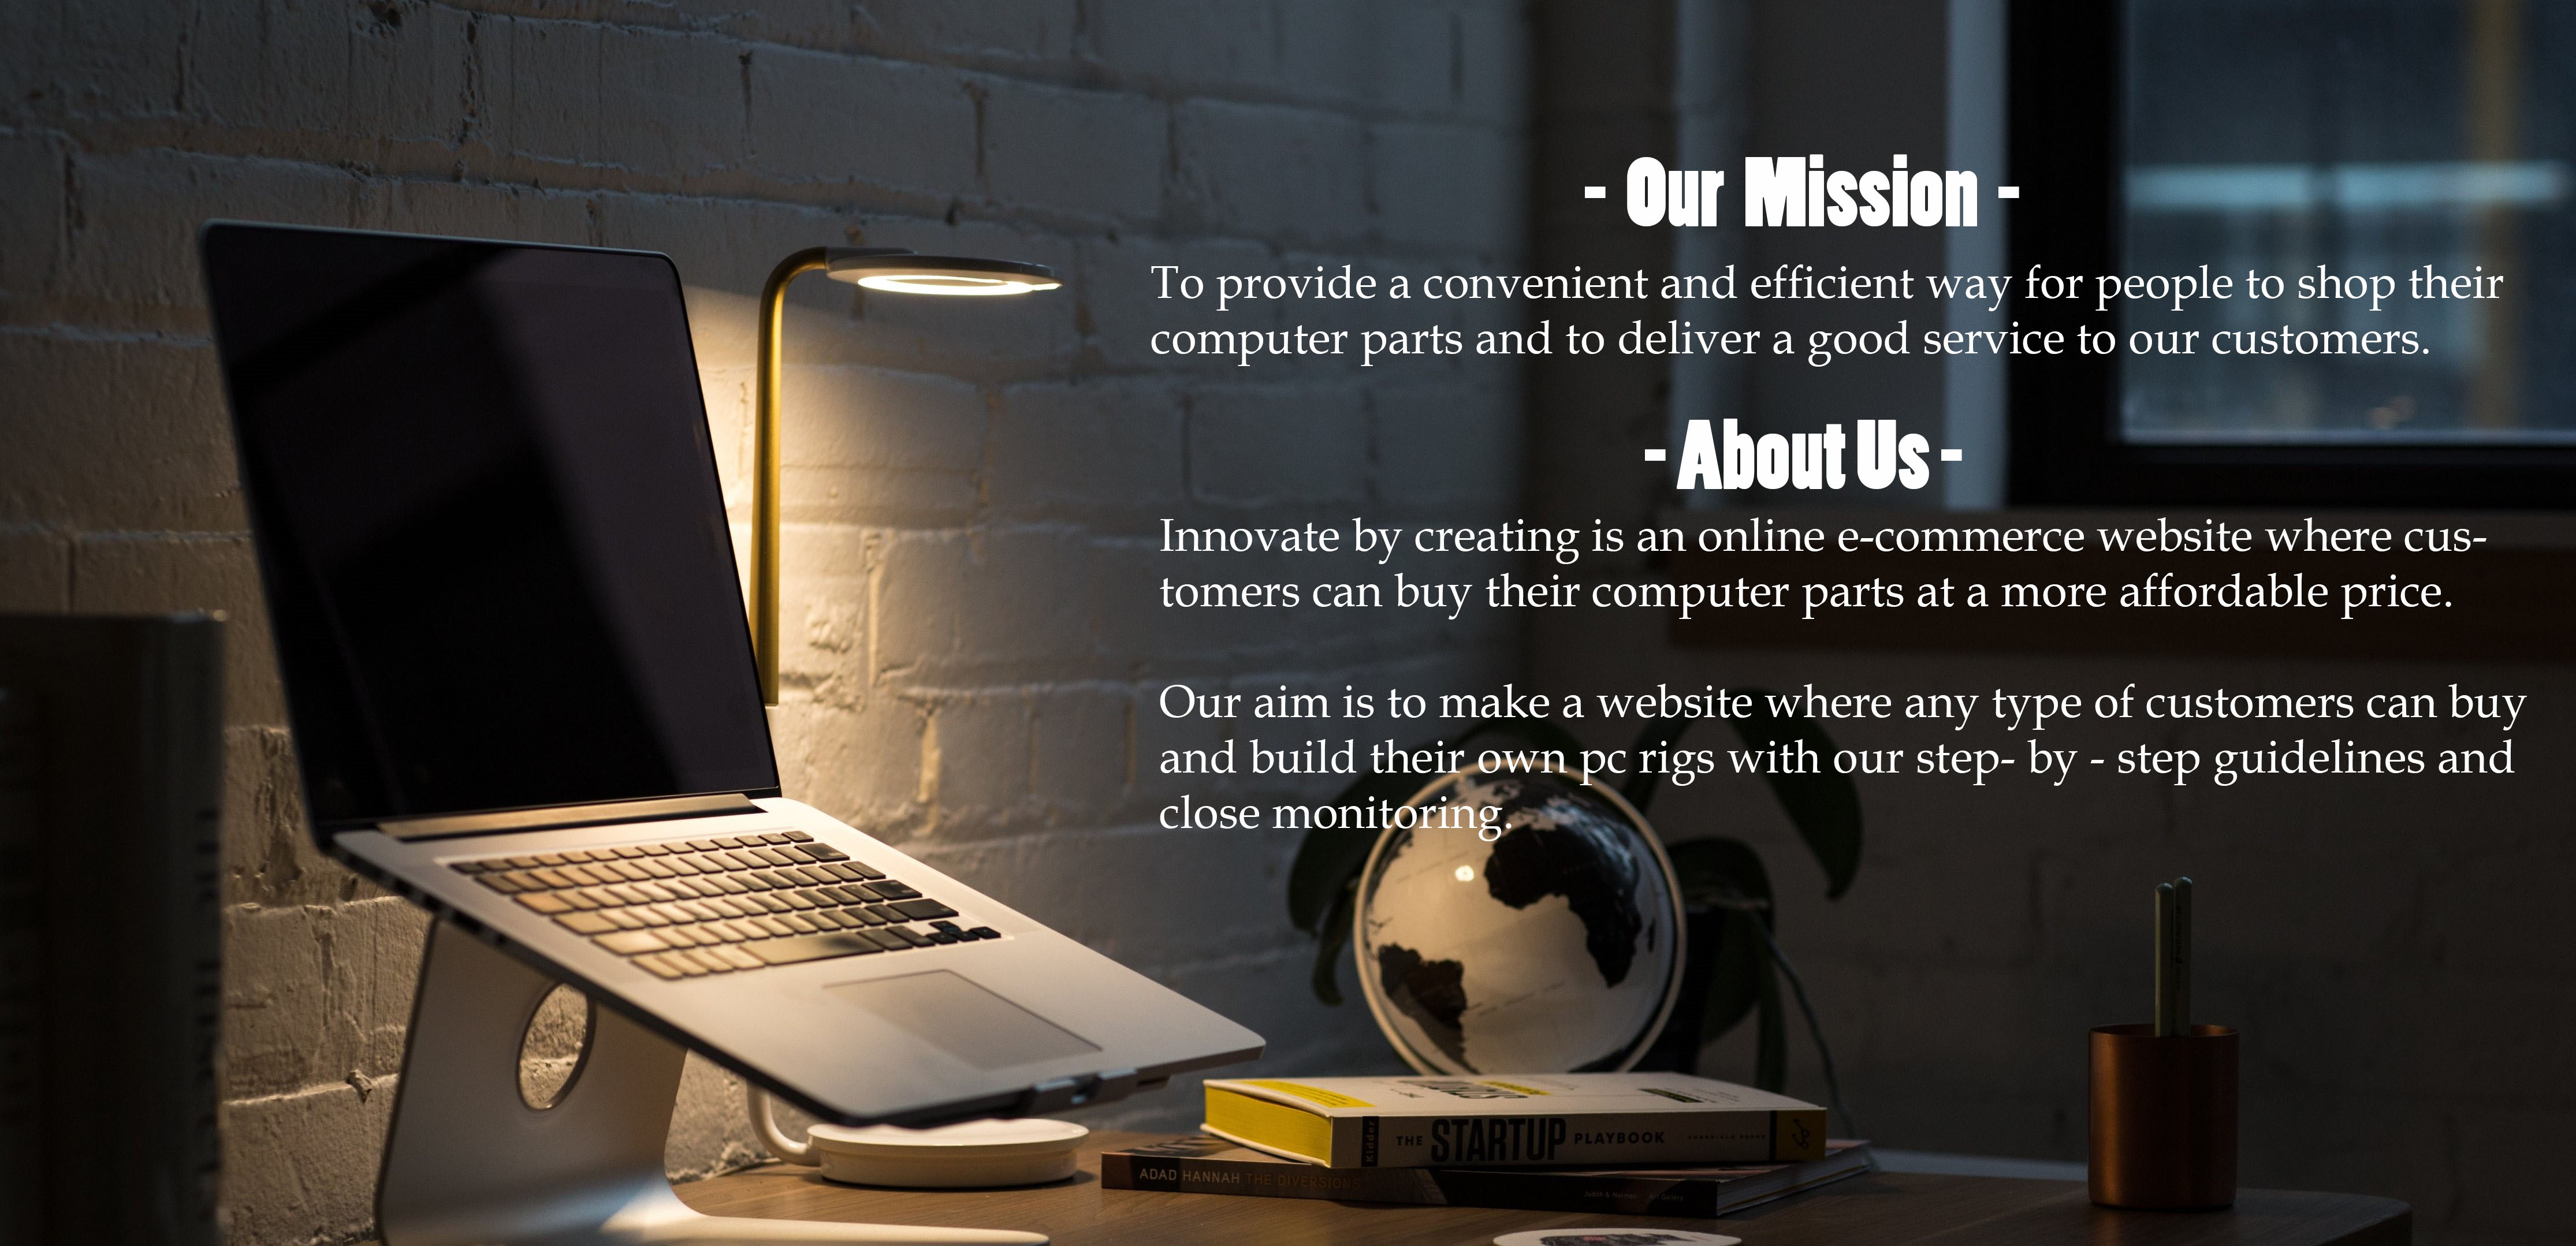 - Our Mission -
To provide a convenient and efficient way for people to shop their
computer parts and to deliver a good service to our customers.
- About Us -
Innovate by creating is an online e-commerce website where cus-
tomers can buy their computer parts at a more affordable price.
Our aim is to make a website where any type of customers can buy
and build their own pc rigs with our step- by - step guidelines and
close monitoring.
Kidder THE STARTUP PLAYBOOK
ADAD HANNAH THE DIVERSIONS